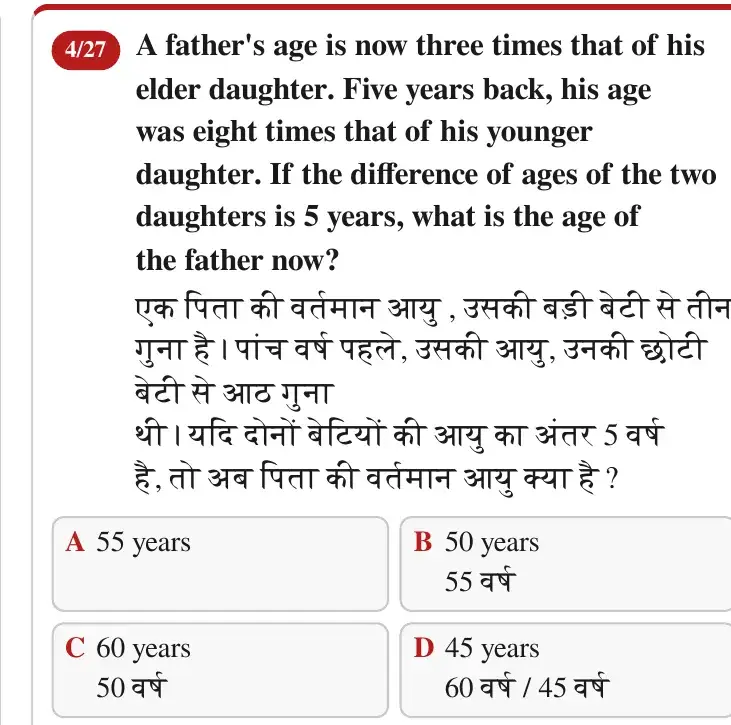 4/27 A father's age is now three times that of his
elder daughter. Five years back, his age
was eight times that of his younger
daughter. If the difference of ages of the two
daughters is 5 years, what is the age of
the father now?
एक पिता की वर्तमान आयु , उसकी बड़ी बेटी से तीन
गुना है। पांच वर्ष पहले, उसकी आयु, उनकी छोटी
बेटी से आठ गुना
थी। यदि दोनों बेटियों की आयु का अंतर 5 वर्ष
है, तो अब पिता की वर्तमान आयु क्या है ?
A 55 years
B 50 years
55 वर्ष
C 60 years
50 वर्ष
D 45 years
60 वर्ष / 45 वर्ष